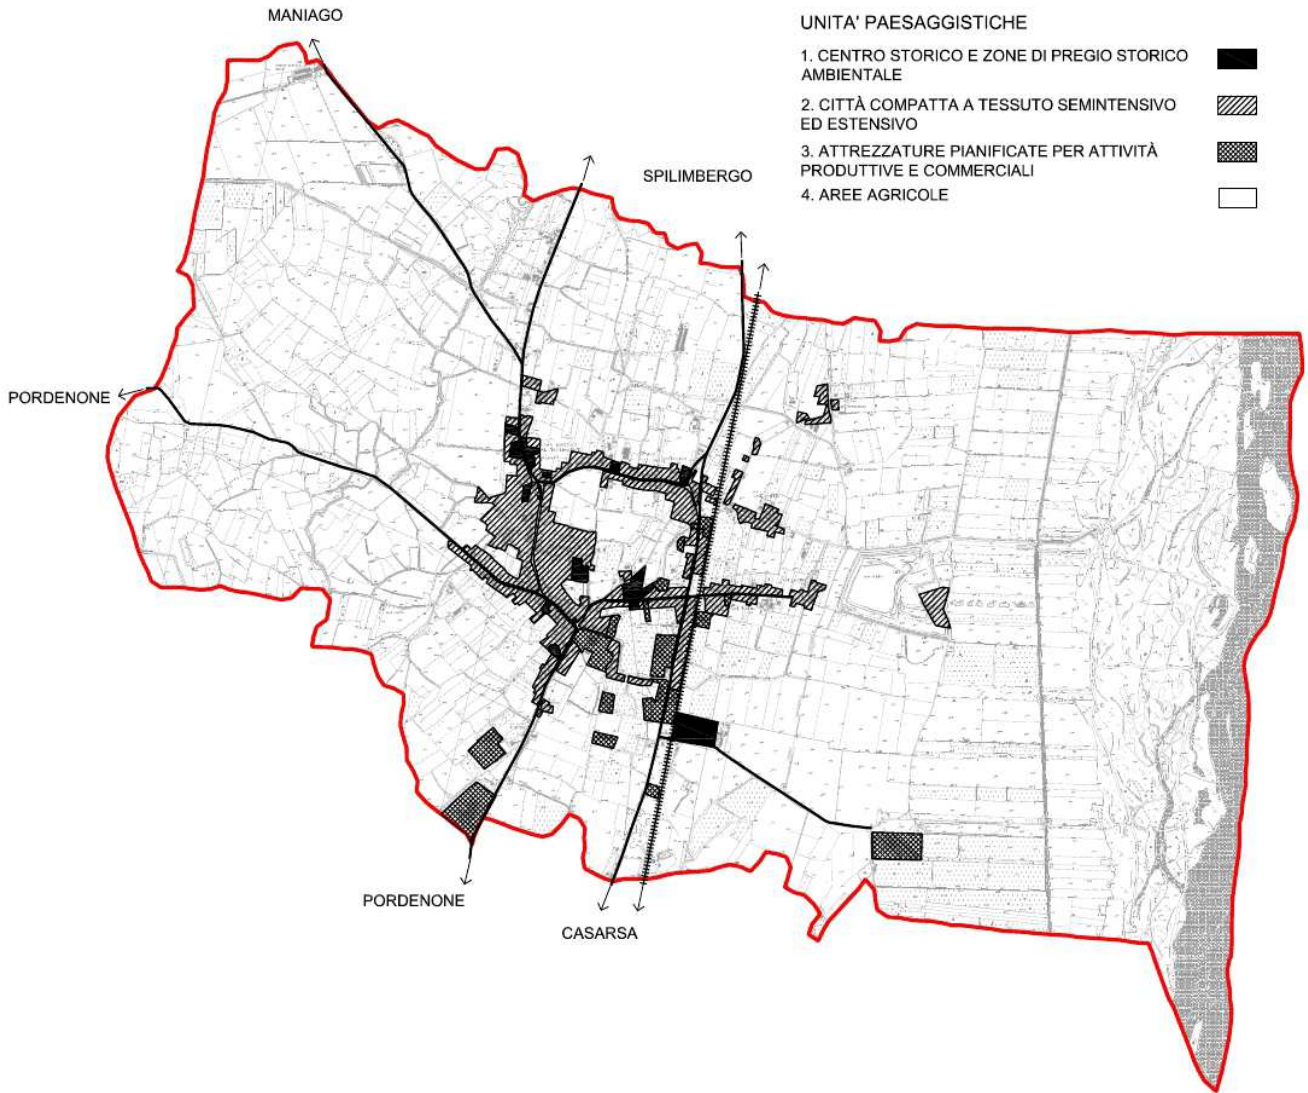 MANIAGO
UNITA' PAESAGGISTICHE
1. CENTRO STORICO E ZONE DI PREGIO STORICO
AMBIENTALE
2. CITTÀ COMPATTA A TESSUTO SEMINTENSIVO
ED ESTENSIVO
3. ATTREZZATURE PIANIFICATE PER ATTIVITÀ
PRODUTTIVE E COMMERCIALI
4. AREE AGRICOLE
SPILIMBERGO
PORDENONE
PORDENONE
CASARSA